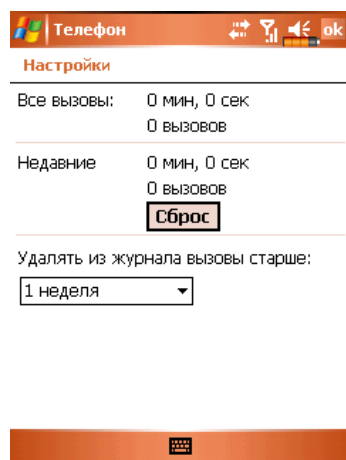 Телефон ok
Настройки
Все вызовы: 0 мин, 0 сек
0 вызовов
Недавние 0 мин, 0 сек
0 вызовов
Сброс
Удалять из журнала вызовы старше:
1 неделя